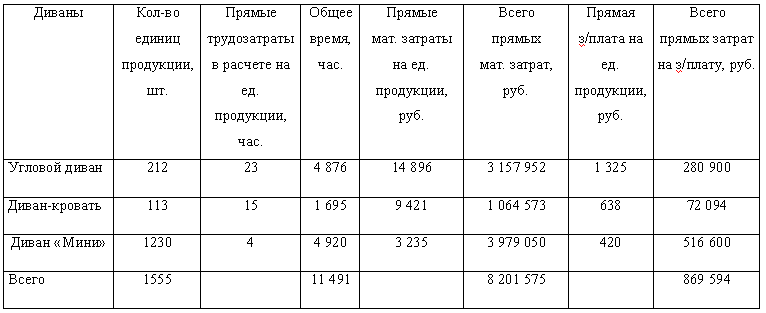 Диваны Кол-во Прямые Общее Прямые Всего Прямая Всего
единиц трудозатраты время, мат. затраты прямых з/плата на прямых затрат
продукции, в расчете на час. на ед. мат. затрат, ед. на з/плату, руб.
шт. ед. продукции, руб. продукции,
продукции, руб. руб.
час.
Угловой диван 212 23 4 876 14 896 3 157 952 1 325 280 900
Диван-кровать 113 15 1 695 9 421 1 064 573 638 72 094
Диван «Мини» 1230 4 4 920 3 235 3 979 050 420 516 600
Всего 1555 11 491 8 201 575 869 594